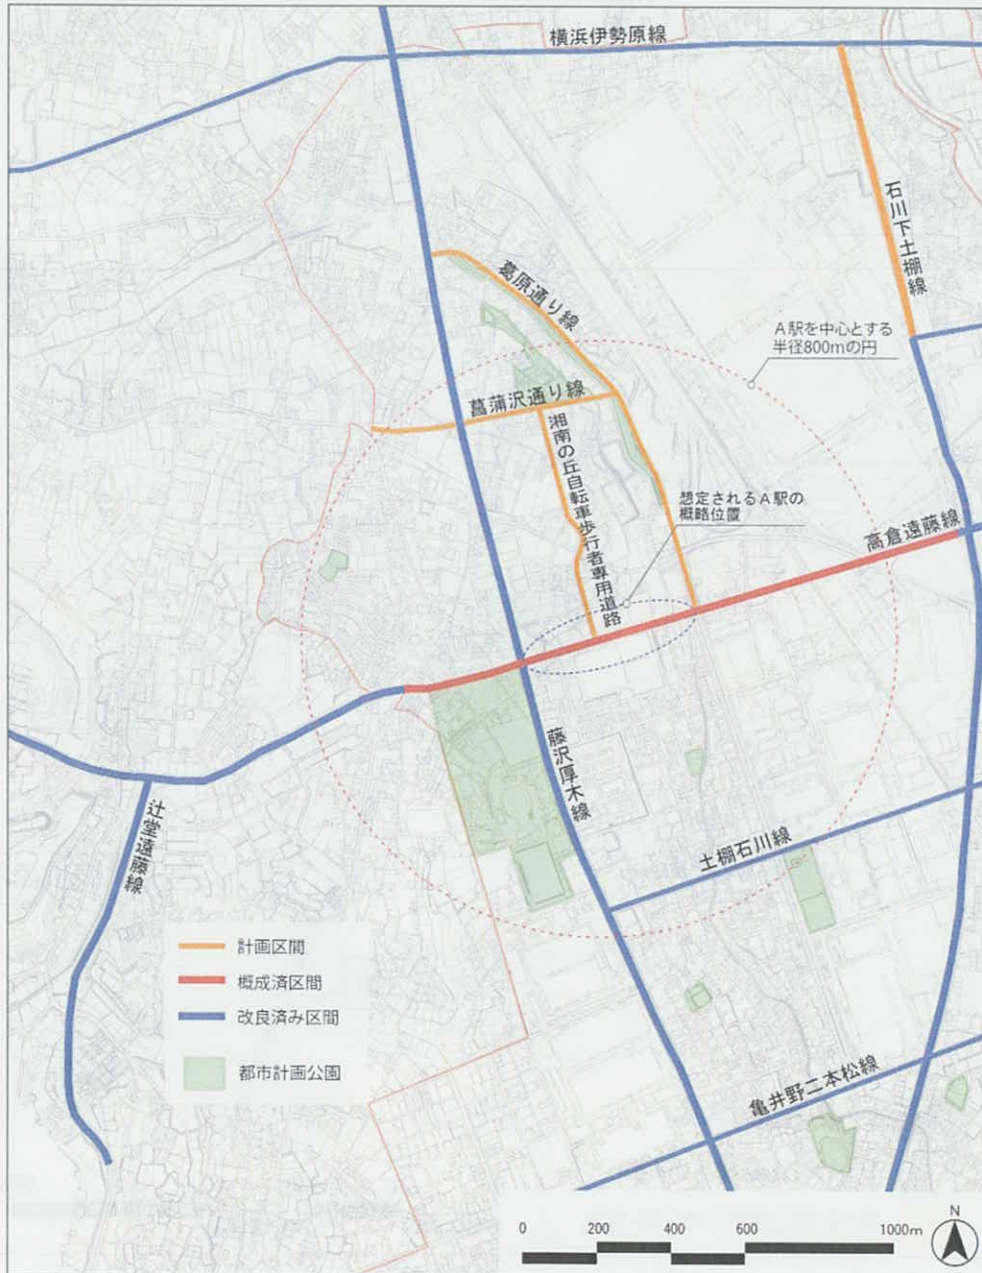 横浜伊勢原線
石川下土棚線
葛原通り線
A駅を中心とする
半径800mの円
菖蒲沢通り線
湘南の丘自転車歩行者専用道路
想定されるA駅の
概略位置
高倉遠藤線
藤沢厚木線
辻堂遠藤線
土棚石川線
計画区間
概成済区間
改良済み区間
都市計画公園
亀井野二本松線
0 200 400 600 1000m
N